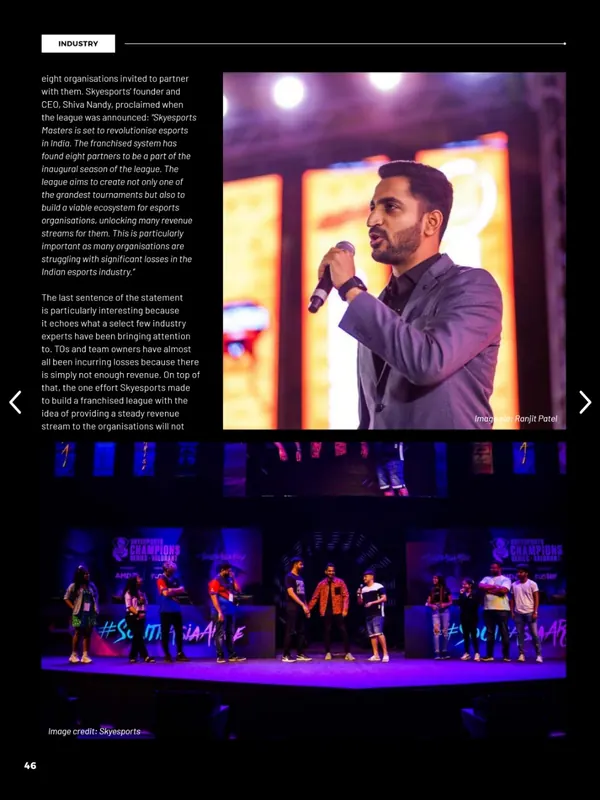 INDUSTRY
eight organisations invited to partner
with them. Skyesports' founder and
CEO, Shiva Nandy, proclaimed when
the league was announced: "Skyesports
Masters is set to revolutionise esports
in India. The franchised system has
found eight partners to be a part of the
inaugural season of the league. The
league aims to create not only one of
the grandest tournaments but also to
build a viable ecosystem for esports
organisations, unlocking many revenue
streams for them. This is particularly
important as many organisations are
struggling with significant losses in the
Indian esports industry."
The last sentence of the statement
is particularly interesting because
it echoes what a select few industry
experts have been bringing attention
to. TOs and team owners have almost
all been incurring losses because there
is simply not enough revenue. On top of
that, the one effort Skyesports made
to build a franchised league with the
idea of providing a steady revenue
stream to the organisations will not
Ranjit Patel
SKYESPORTS
CHAMPIONS
SERIES
SKYESPORTS
CHAMPIONS
SERIES
Image credit: Skyesports
46